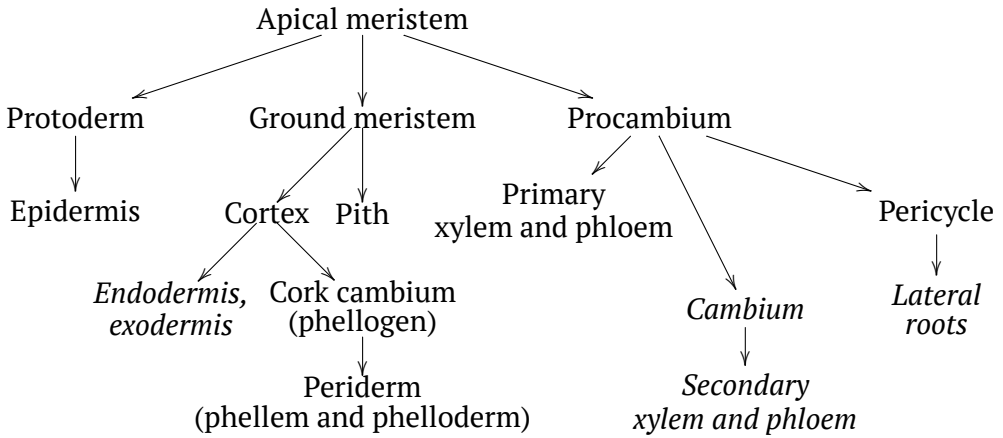 Apical meristem
Protoderm
Ground meristem
Procambium
Epidermis
Cortex
Pith
Primary
xylem and phloem
Pericycle
Endodermis,
exodermis
Cork cambium
(phellogen)
Cambium
Lateral
roots
Periderm
(phellem and phelloderm)
Secondary
xylem and phloem